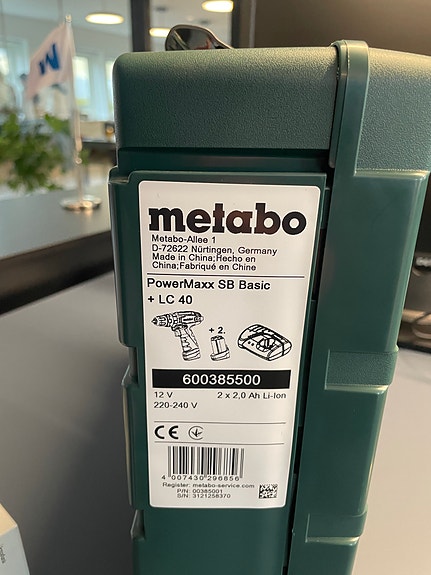 M
metabo
Metabo-Allee 1
D-72622 Nürtingen, Germany
Made in China;Hecho en
China;Fabriqué en Chine
PowerMaxx SB Basic
+ LC 40
+ 2.
600385500
12 V 2 x 2,0 Ah Li-Ion
220-240 V
CE
4 007430 296856
Register: metabo-service.com
P/N: 00385001
S/N: 3121258370